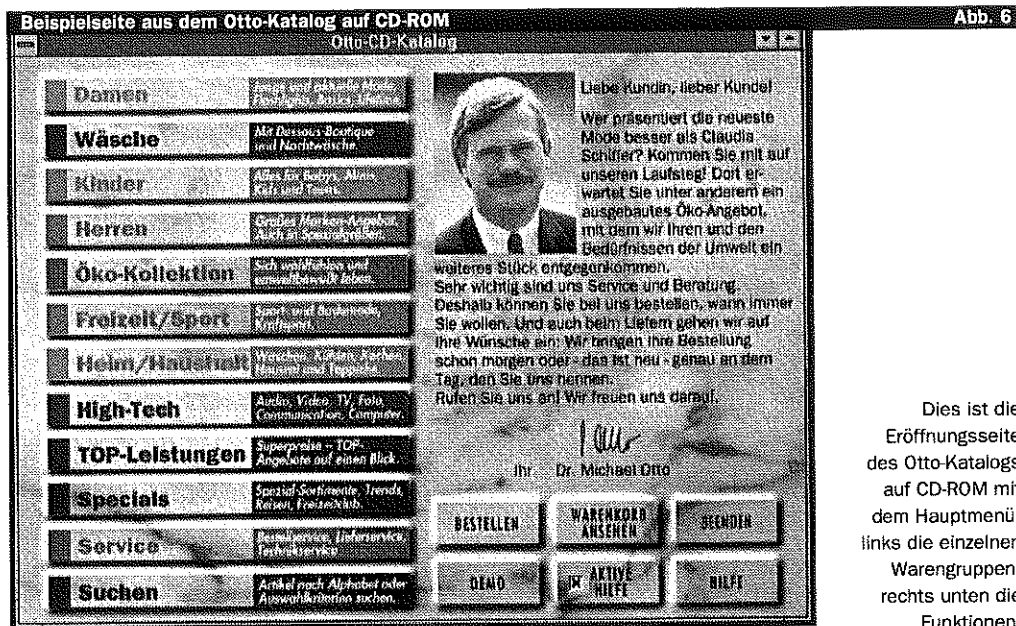 Beispielseite aus dem Otto-Katalog auf CD-ROM
Abb. 6
Otto-CD-Katalog
Damen
Wäsche
Mit Dessous-Boutique
und Nachtwäsche
Kinder
Alles für Babys, Minis
Kids und Teens.
Herren
Großes Marken-Angebot
Auch in Spezialgrößen
Öko-Kollektion
Freizeit/Sport
Heim/Haushalt
High-Tech
Audio, Video, TV, Foto,
Communication, Computer.
TOP-Leistungen
Superpreise – TOP-
Angebote auf einen Blick.
Specials
Spezial-Sortimente, Trends,
Reisen, Freizeitklub.
Service
Bestellservice, Lieferservice,
Technikservice
Suchen
Artikel nach Alphabet oder
Auswahlkriterien suchen.
Liebe Kundin, lieber Kunde!
Wer präsentiert die neueste
Mode besser als Claudia
Schiffer? Kommen Sie mit auf
unseren Laufsteg! Dort er-
wartet Sie unter anderem ein
ausgebautes Öko-Angebot,
mit dem wir Ihren und den
Bedürfnissen der Umwelt ein
weiteres Stück entgegenkommen.
Sehr wichtig sind uns Service und Beratung.
Deshalb können Sie bei uns bestellen, wann immer
Sie wollen. Und auch beim Liefern gehen wir auf
Ihre Wünsche ein: Wir bringen Ihre Bestellung
schon morgen oder - das ist neu - genau an dem
Tag, den Sie uns nennen.
Rufen Sie uns an! Wir freuen uns darauf.
Ihr Dr. Michael Otto
BESTELLEN
WARENKORB
ANSEHEN
BLENDEN
DEMO
AKTIVE
HILFE
HILFE
Dies ist die
Eröffnungsseite
des Otto-Katalogs
auf CD-ROM mit
dem Hauptmenü:
links die einzelnen
Warengruppen,
rechts unten die
Funktionen.